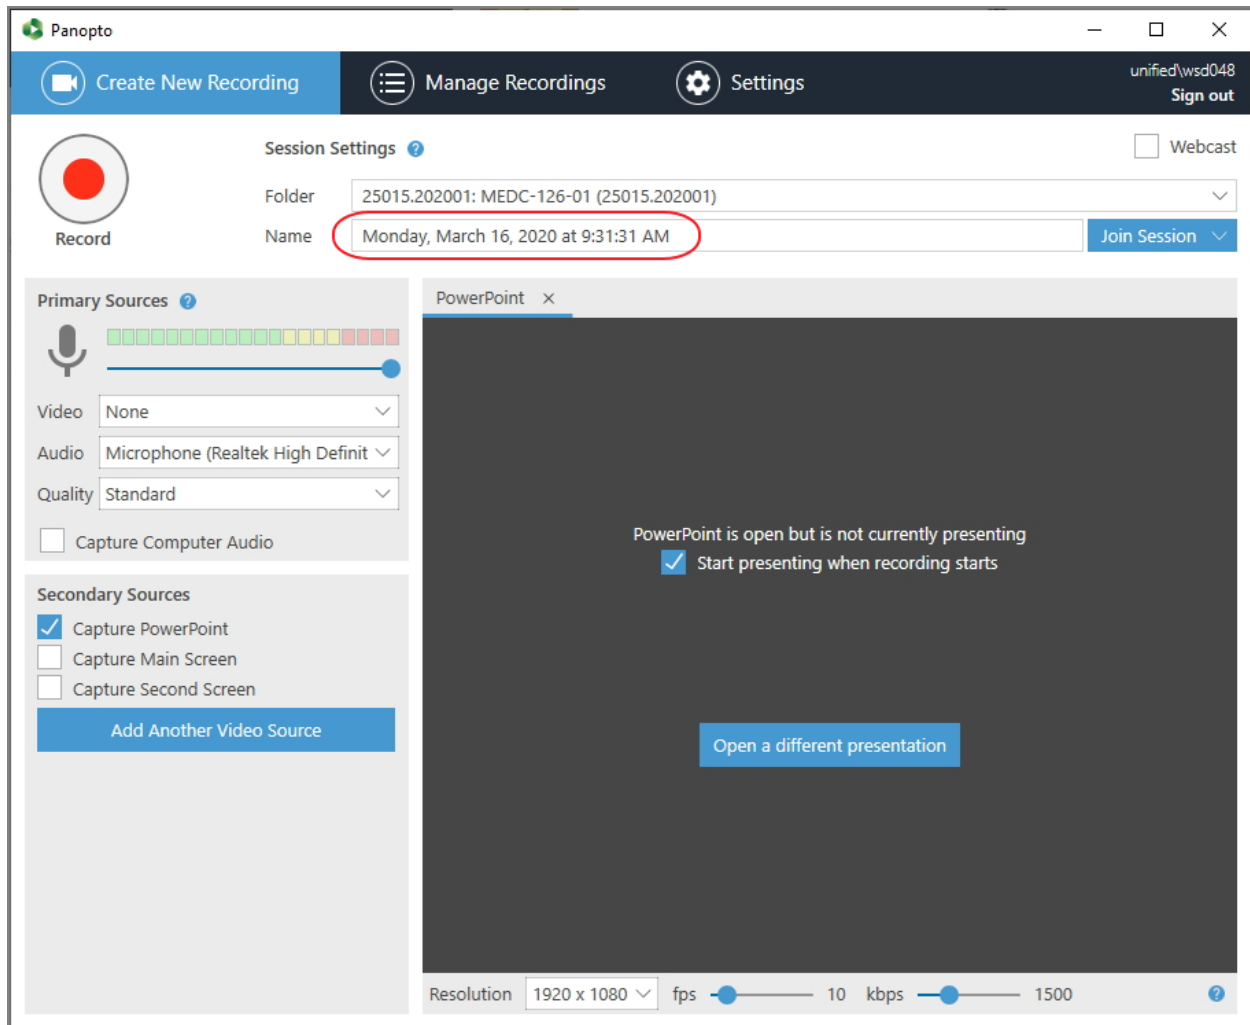 Panopto
Create New Recording
Manage Recordings
Settings
unified\wsd048
Sign out
Record
Session Settings ?
Webcast
Folder 25015.202001: MEDC-126-01 (25015.202001)
Name Monday, March 16, 2020 at 9:31:31 AM
Join Session
Primary Sources ?
Video None
Audio Microphone (Realtek High Definit
Quality Standard
Capture Computer Audio
Secondary Sources
Capture PowerPoint
Capture Main Screen
Capture Second Screen
Add Another Video Source
PowerPoint
PowerPoint is open but is not currently presenting
Start presenting when recording starts
Open a different presentation
Resolution 1920 x 1080 fps 10 kbps 1500 ?